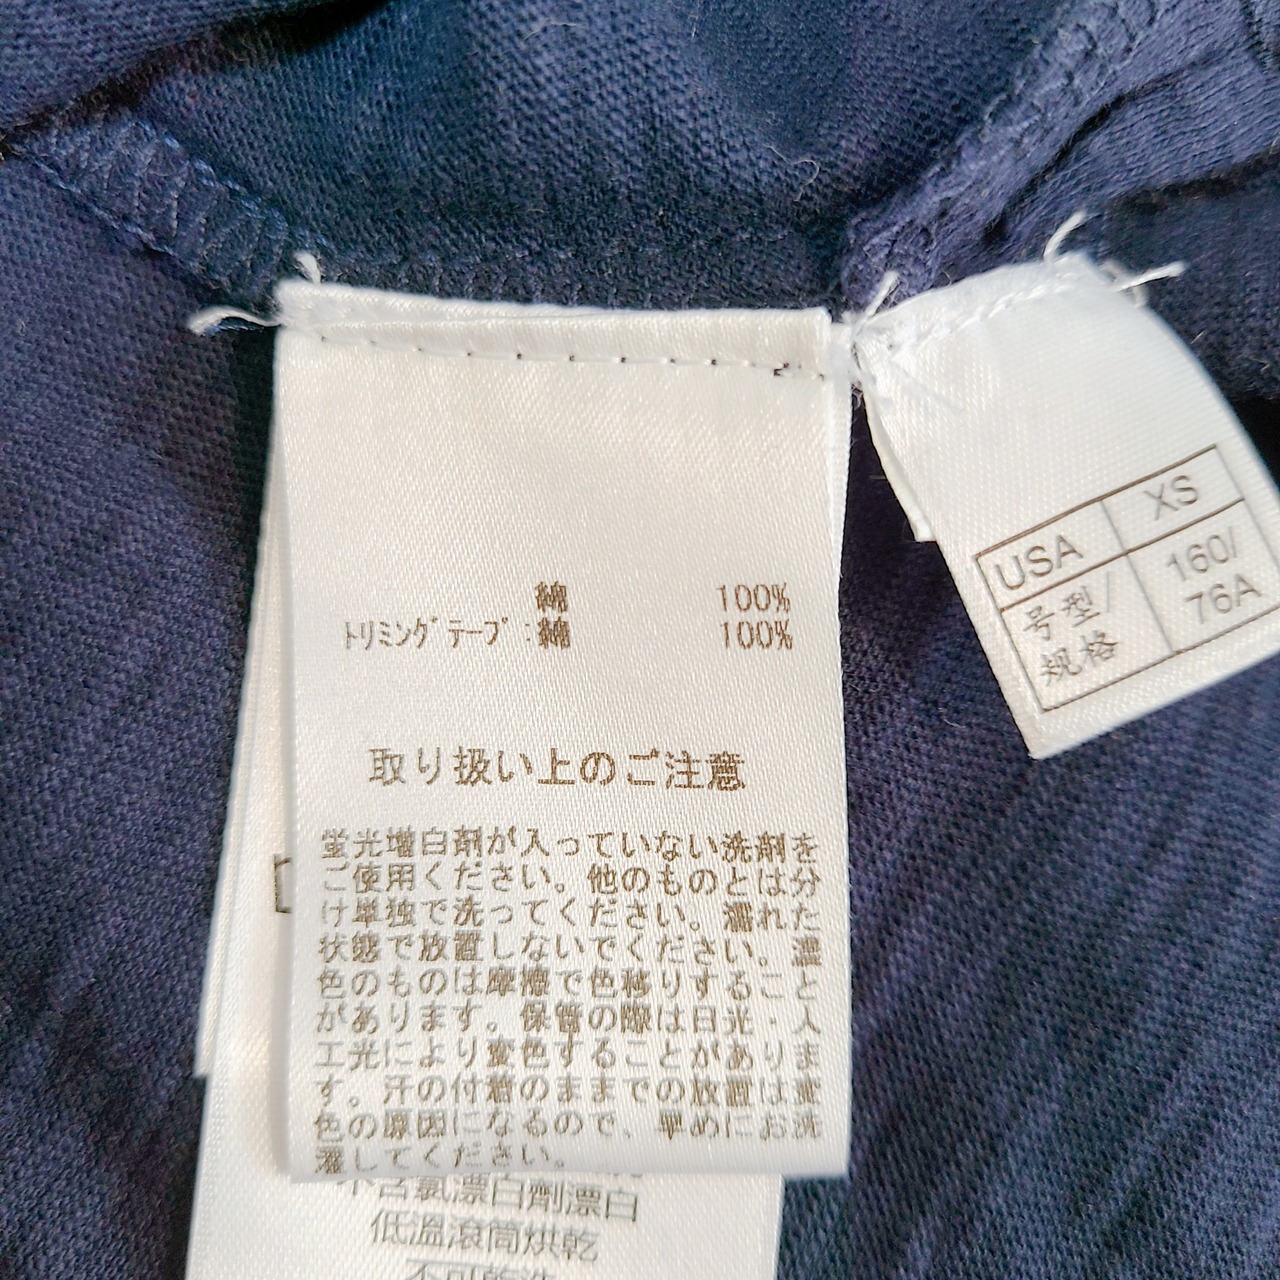 綿 100%
トリミングテープ:綿 100%
取り扱い上のご注意
蛍光増白剤が入っていない洗剤を
ご使用ください。他のものとは分
け単独で洗ってください。濡れた
状態で放置しないでください。濃
色のものは摩擦で色移りすること
があります。保管の際は日光・人
工光により変色することがありま
す。汗の付着のままでの放置は変
色の原因になるので、早めにお洗
濯してください。
不含氯漂白劑漂白
低溫滾筒烘乾
不可乾洗
USA XS
号型/ 160/
规格 76A